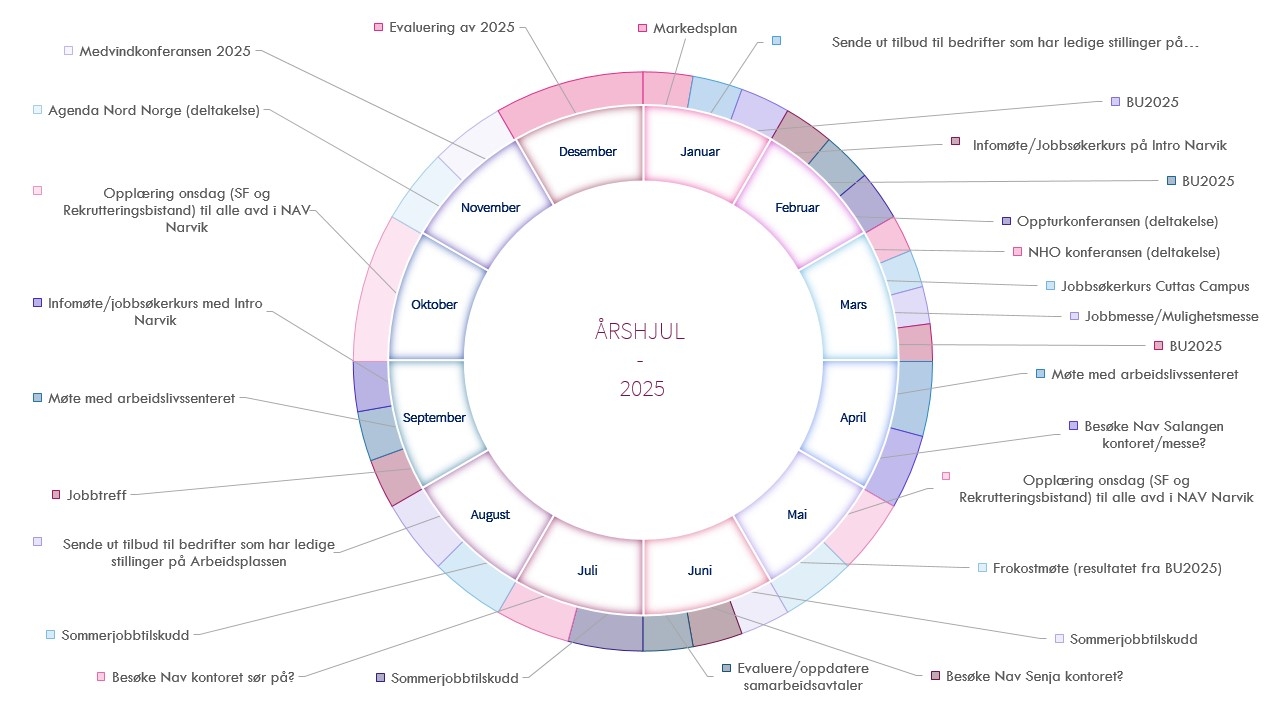 Evaluering av 2025
Markedsplan
Sende ut tilbud til bedrifter som har ledige stillinger på…
Medvindkonferansen 2025
BU2025
Agenda Nord Norge (deltakelse)
Infomøte/Jobbsøkerkurs på Intro Narvik
Desember
Januar
BU2025
Opplæring onsdag (SF og
Rekrutteringsbistand) til alle avd i NAV
Narvik
November
Februar
Oppturkonferansen (deltakelse)
NHO konferansen (deltakelse)
Jobbsøkerkurs Cuttas Campus
Infomøte/jobbsøkerkurs med Intro
Narvik
Oktober
Mars
Jobbmesse/Mulighetsmesse
ÅRSHJUL
-
2025
BU2025
Møte med arbeidslivssenteret
Møte med arbeidslivssenteret
September
April
Besøke Nav Salangen
kontoret/messe?
Jobbtreff
Opplæring onsdag (SF og
Rekrutteringsbistand) til alle avd i NAV Narvik
August
Mai
Sende ut tilbud til bedrifter som har ledige
stillinger på Arbeidsplassen
Juli
Juni
Frokostmøte (resultatet fra BU2025)
Sommerjobbtilskudd
Sommerjobbtilskudd
Besøke Nav kontoret sør på?
Sommerjobbtilskudd
Evaluere/oppdatere
samarbeidsavtaler
Besøke Nav Senja kontoret?